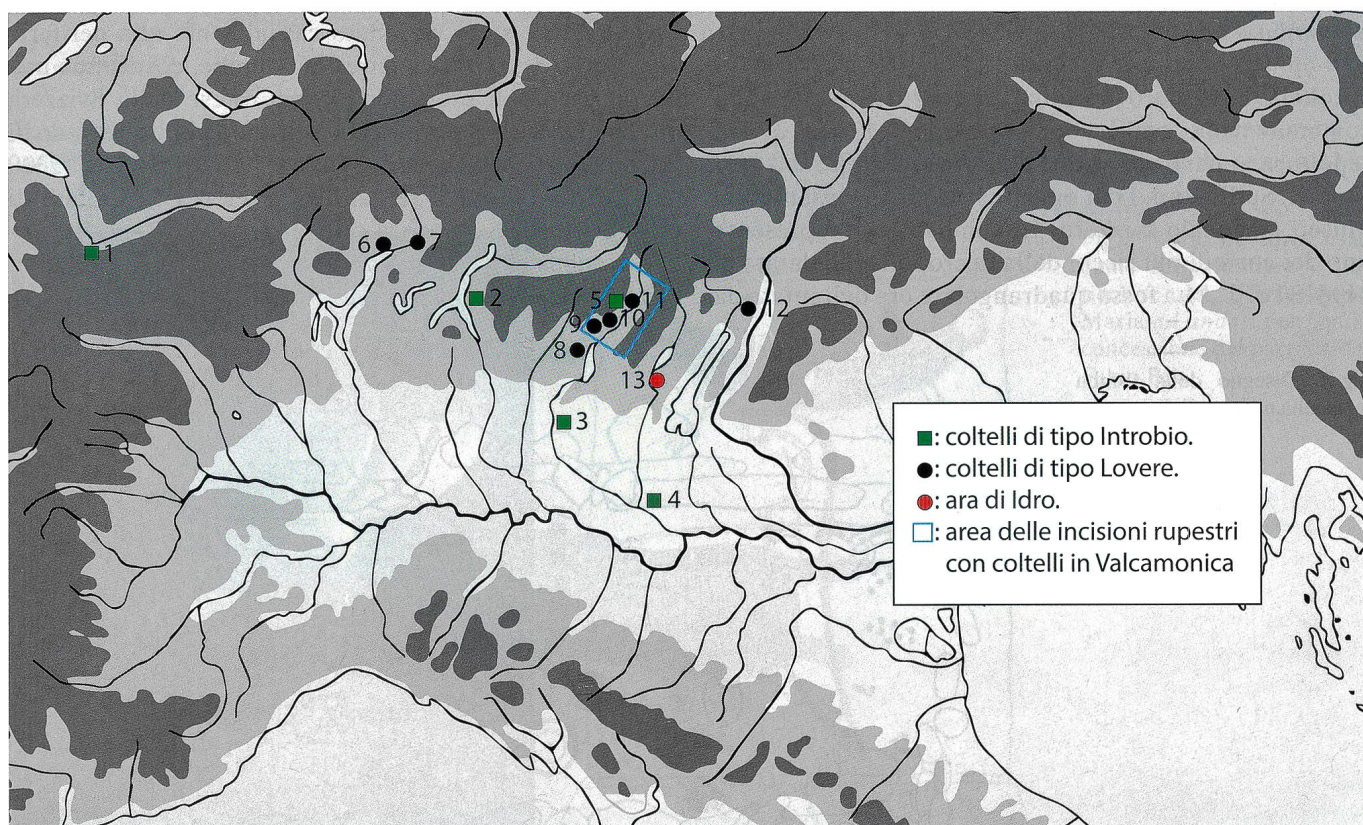 1
1
6
7
2
5
11
10
9
12
8
13
3
4
: coltelli di tipo Introbio.
: coltelli di tipo Lovere.
: ara di Idro.
: area delle incisioni rupestri
con coltelli in Valcamonica